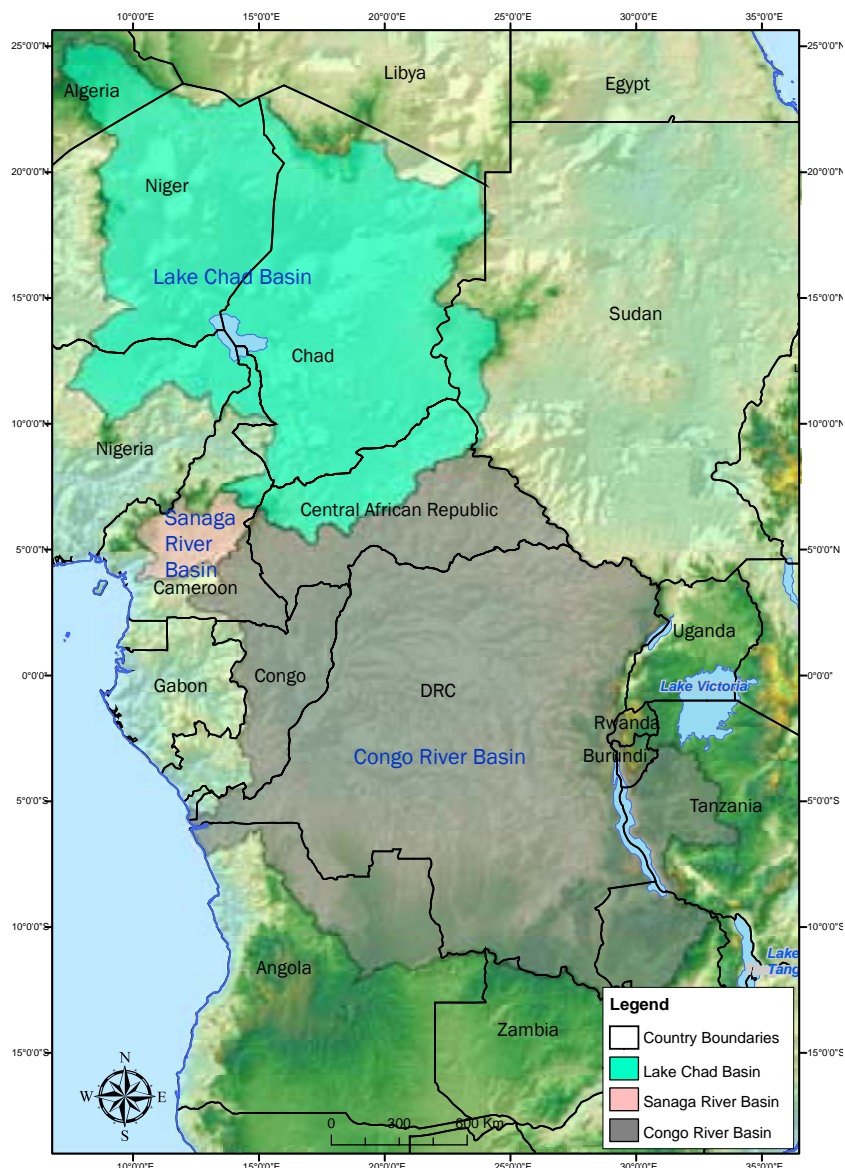 10°0'0"E 15°0'0"E 20°0'0"E 25°0'0"E 30°0'0"E 35°0'0"E
25°0'0"N
25°0'0"N
Libya
Algeria
Egypt
20°0'0"N
20°0'0"N
Niger
Lake Chad Basin
15°0'0"N
15°0'0"N
Sudan
Chad
10°0'0"N
10°0'0"N
Nigeria
Central African Republic
Sanaga
River
Basin
5°0'0"N
5°0'0"N
Cameroon
Uganda
0°0'0"
0°0'0"
Gabon
Congo
DRC
Lake Victoria
Rwanda
Burundi
Congo River Basin
5°0'0"S
5°0'0"S
Tanzania
10°0'0"S
10°0'0"S
Angola
Lake
Tang
Zambia
15°0'0"S
15°0'0"S
Legend
Country Boundaries
Lake Chad Basin
Sanaga River Basin
Congo River Basin
N
W E
S
0 300 600 Km
10°0'0"E 15°0'0"E 20°0'0"E 25°0'0"E 30°0'0"E 35°0'0"E